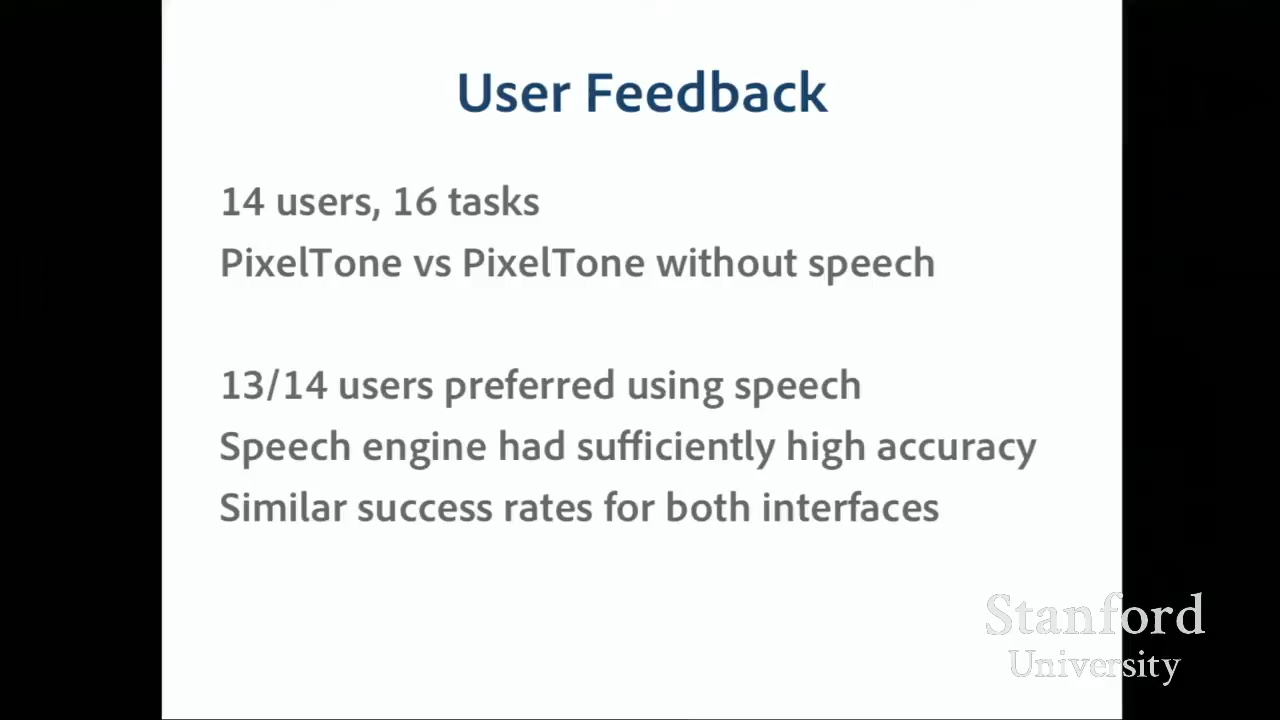 User Feedback
14 users, 16 tasks
PixelTone vs PixelTone without speech
13/14 users preferred using speech
Speech engine had sufficiently high accuracy
Similar success rates for both interfaces
Stanford
University